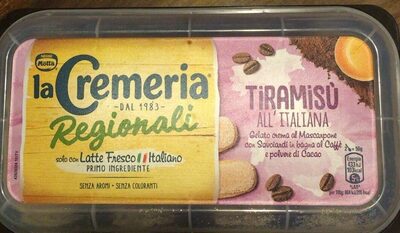 Motta
la Cremeria
DAL 1983
Regionali
solo con Latte Fresco Italiano
PRIMO INGREDIENTE
SENZA AROMI • SENZA COLORANTI
TiRAMiSÙ
ALL'ITALIANA
Gelato crema al Mascarpone
con Savoiardi in bagna al Caffè
e polvere di Cacao
Energia